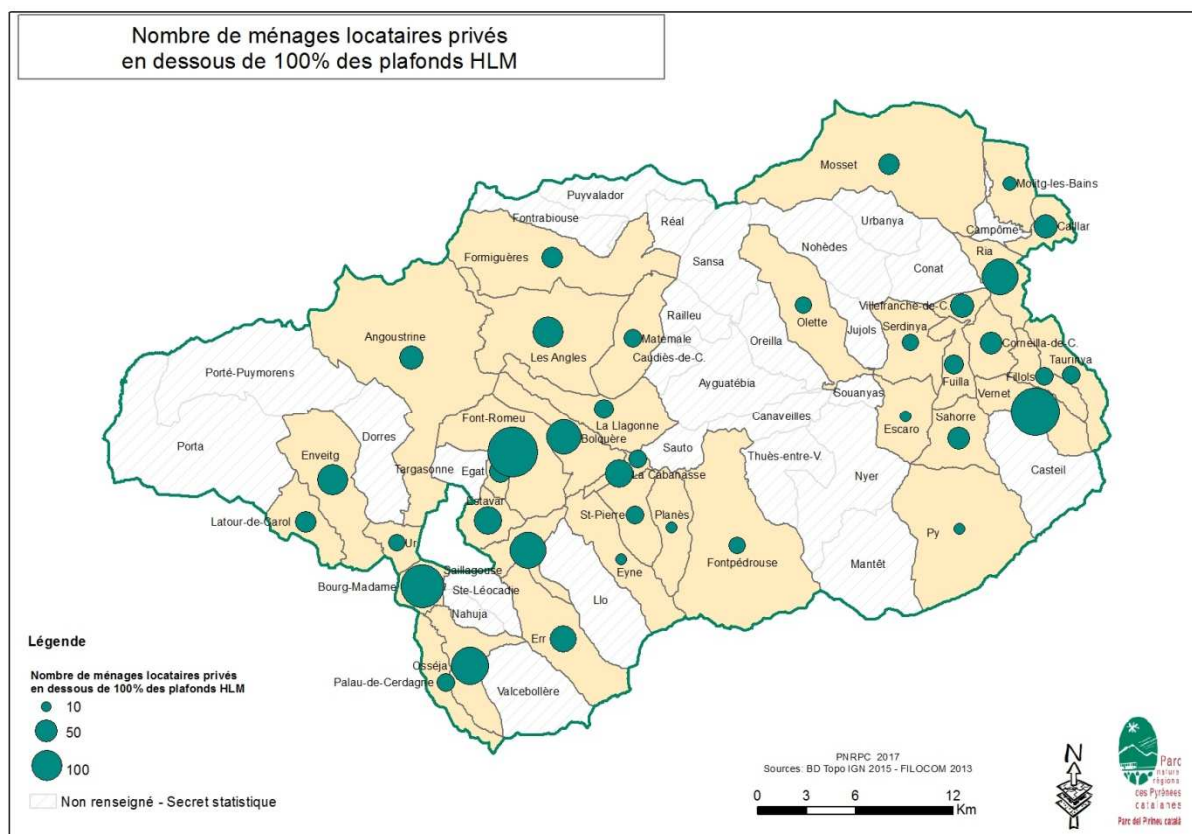 Nombre de ménages locataires privés
en dessous de 100% des plafonds HLM
Mosset
Molitg-les-Bains
Puyvalador
Catllar
Urbanya
Fontrabiouse
Réal
Campôme
Nohèdes
Ria
Formiguères
Sansa
Conat
Villefranche-de-C.
Railleu
Olette
Serdinya
Angoustrine
Matemale
Jujols
Les Angles
Oreilla
Corneilla-de-C.
Caudiès-de-C.
Taurinya
Porté-Puymorens
Ayguatébia
Fuilla
Fillols
Souanyas
Vernet
Canaveilles
Font-Romeu
La Llagonne
Escaro
Sahorre
Dorres
Bolquère
Porta
Sauto
Enveitg
Thuès-entre-V.
Targasonne
Egat
La Cabanasse
Nyer
Casteil
Estavar
St-Pierre
Planès
Latour-de-Carol
Py
Ur
Eyne
Fontpédrouse
Mantêt
Saillagouse
Bourg-Madame
Ste-Léocadie
Llo
Nahuja
Err
Osséja
Palau-de-Cerdagne
Valcebollère
Légende
Nombre de ménages locataires privés
en dessous de 100% des plafonds HLM
10
50
100
Non renseigné - Secret statistique
PNRPC 2017
Sources: BD Topo IGN 2015 - FILOCOM 2013
0 3 6 12
Km
N
Parc
naturel
régional
des Pyrénées
catalanes
Parc del Pirineu català